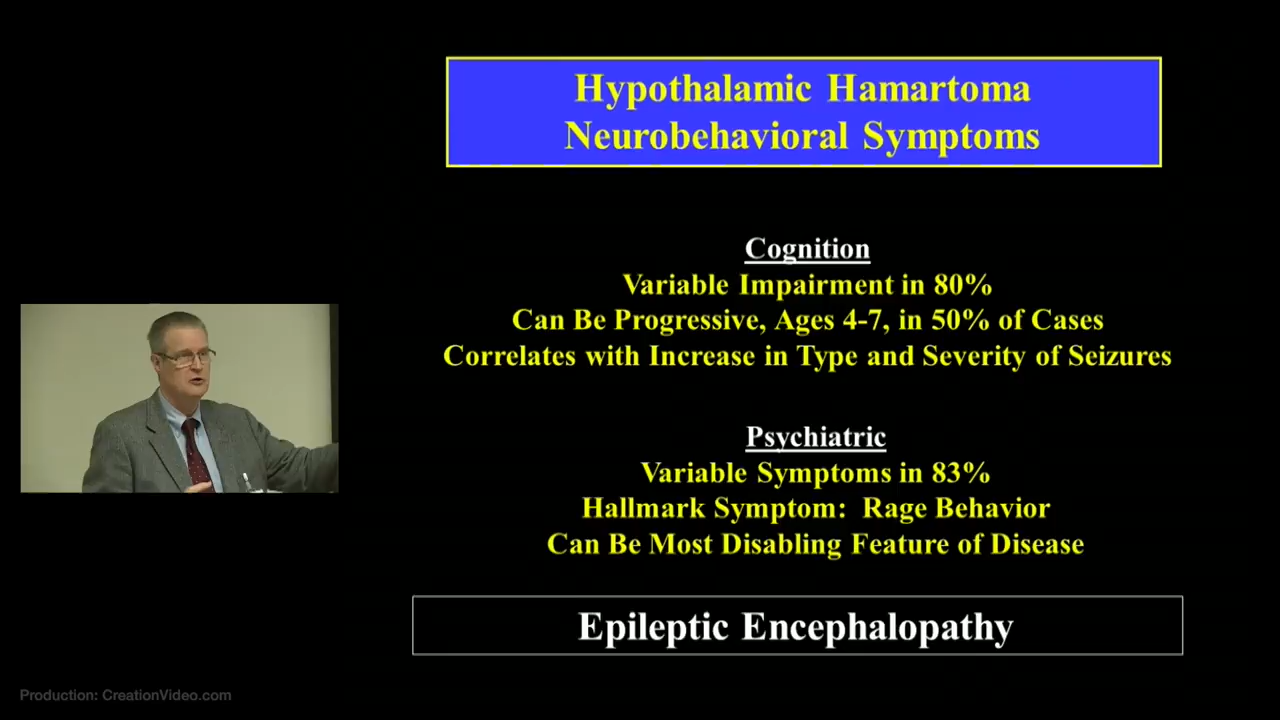 Hypothalamic Hamartoma
Neurobehavioral Symptoms
Cognition
Variable Impairment in 80%
Can Be Progressive, Ages 4-7, in 50% of Cases
Correlates with Increase in Type and Severity of Seizures
Psychiatric
Variable Symptoms in 83%
Hallmark Symptom: Rage Behavior
Can Be Most Disabling Feature of Disease
Epileptic Encephalopathy
Production: CreationVideo.com